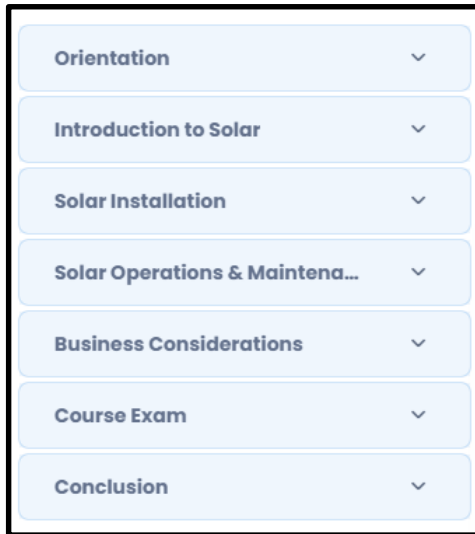 Orientation
Introduction to Solar
Solar Installation
Solar Operations & Maintena...
Business Considerations
Course Exam
Conclusion